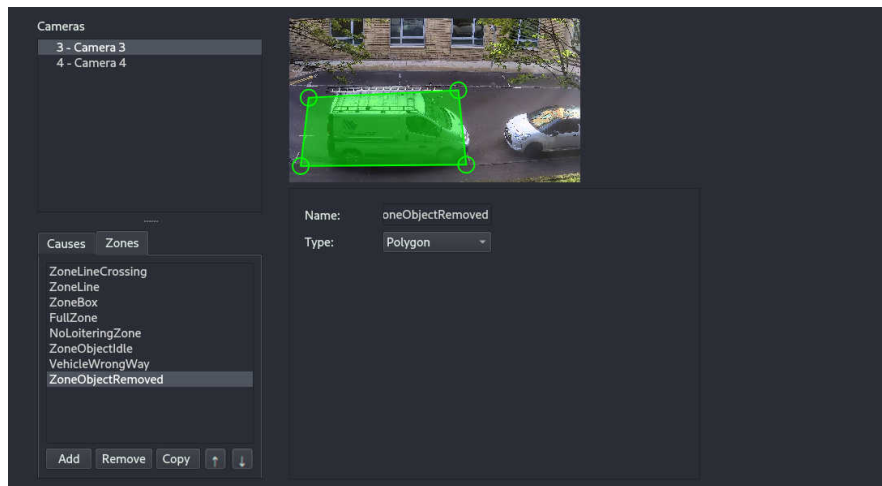 Cameras
3 - Camera 3
4 - Camera 4
Causes Zones
ZoneLineCrossing
ZoneLine
ZoneBox
FullZone
NoLoiteringZone
ZoneObjectIdle
VehicleWrongWay
ZoneObjectRemoved
Add Remove Copy ↑ ↓
Name: oneObjectRemoved
Type: Polygon